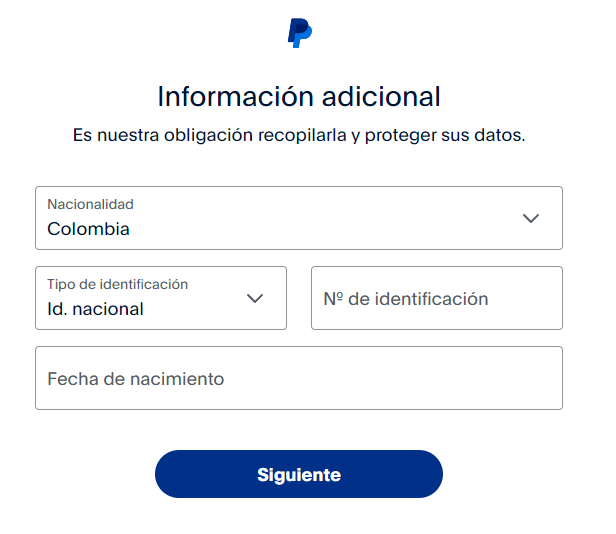 Información adicional
Es nuestra obligación recopilarla y proteger sus datos.
Nacionalidad
Colombia
Tipo de identificación
Id. nacional
Nº de identificación
Fecha de nacimiento
Siguiente